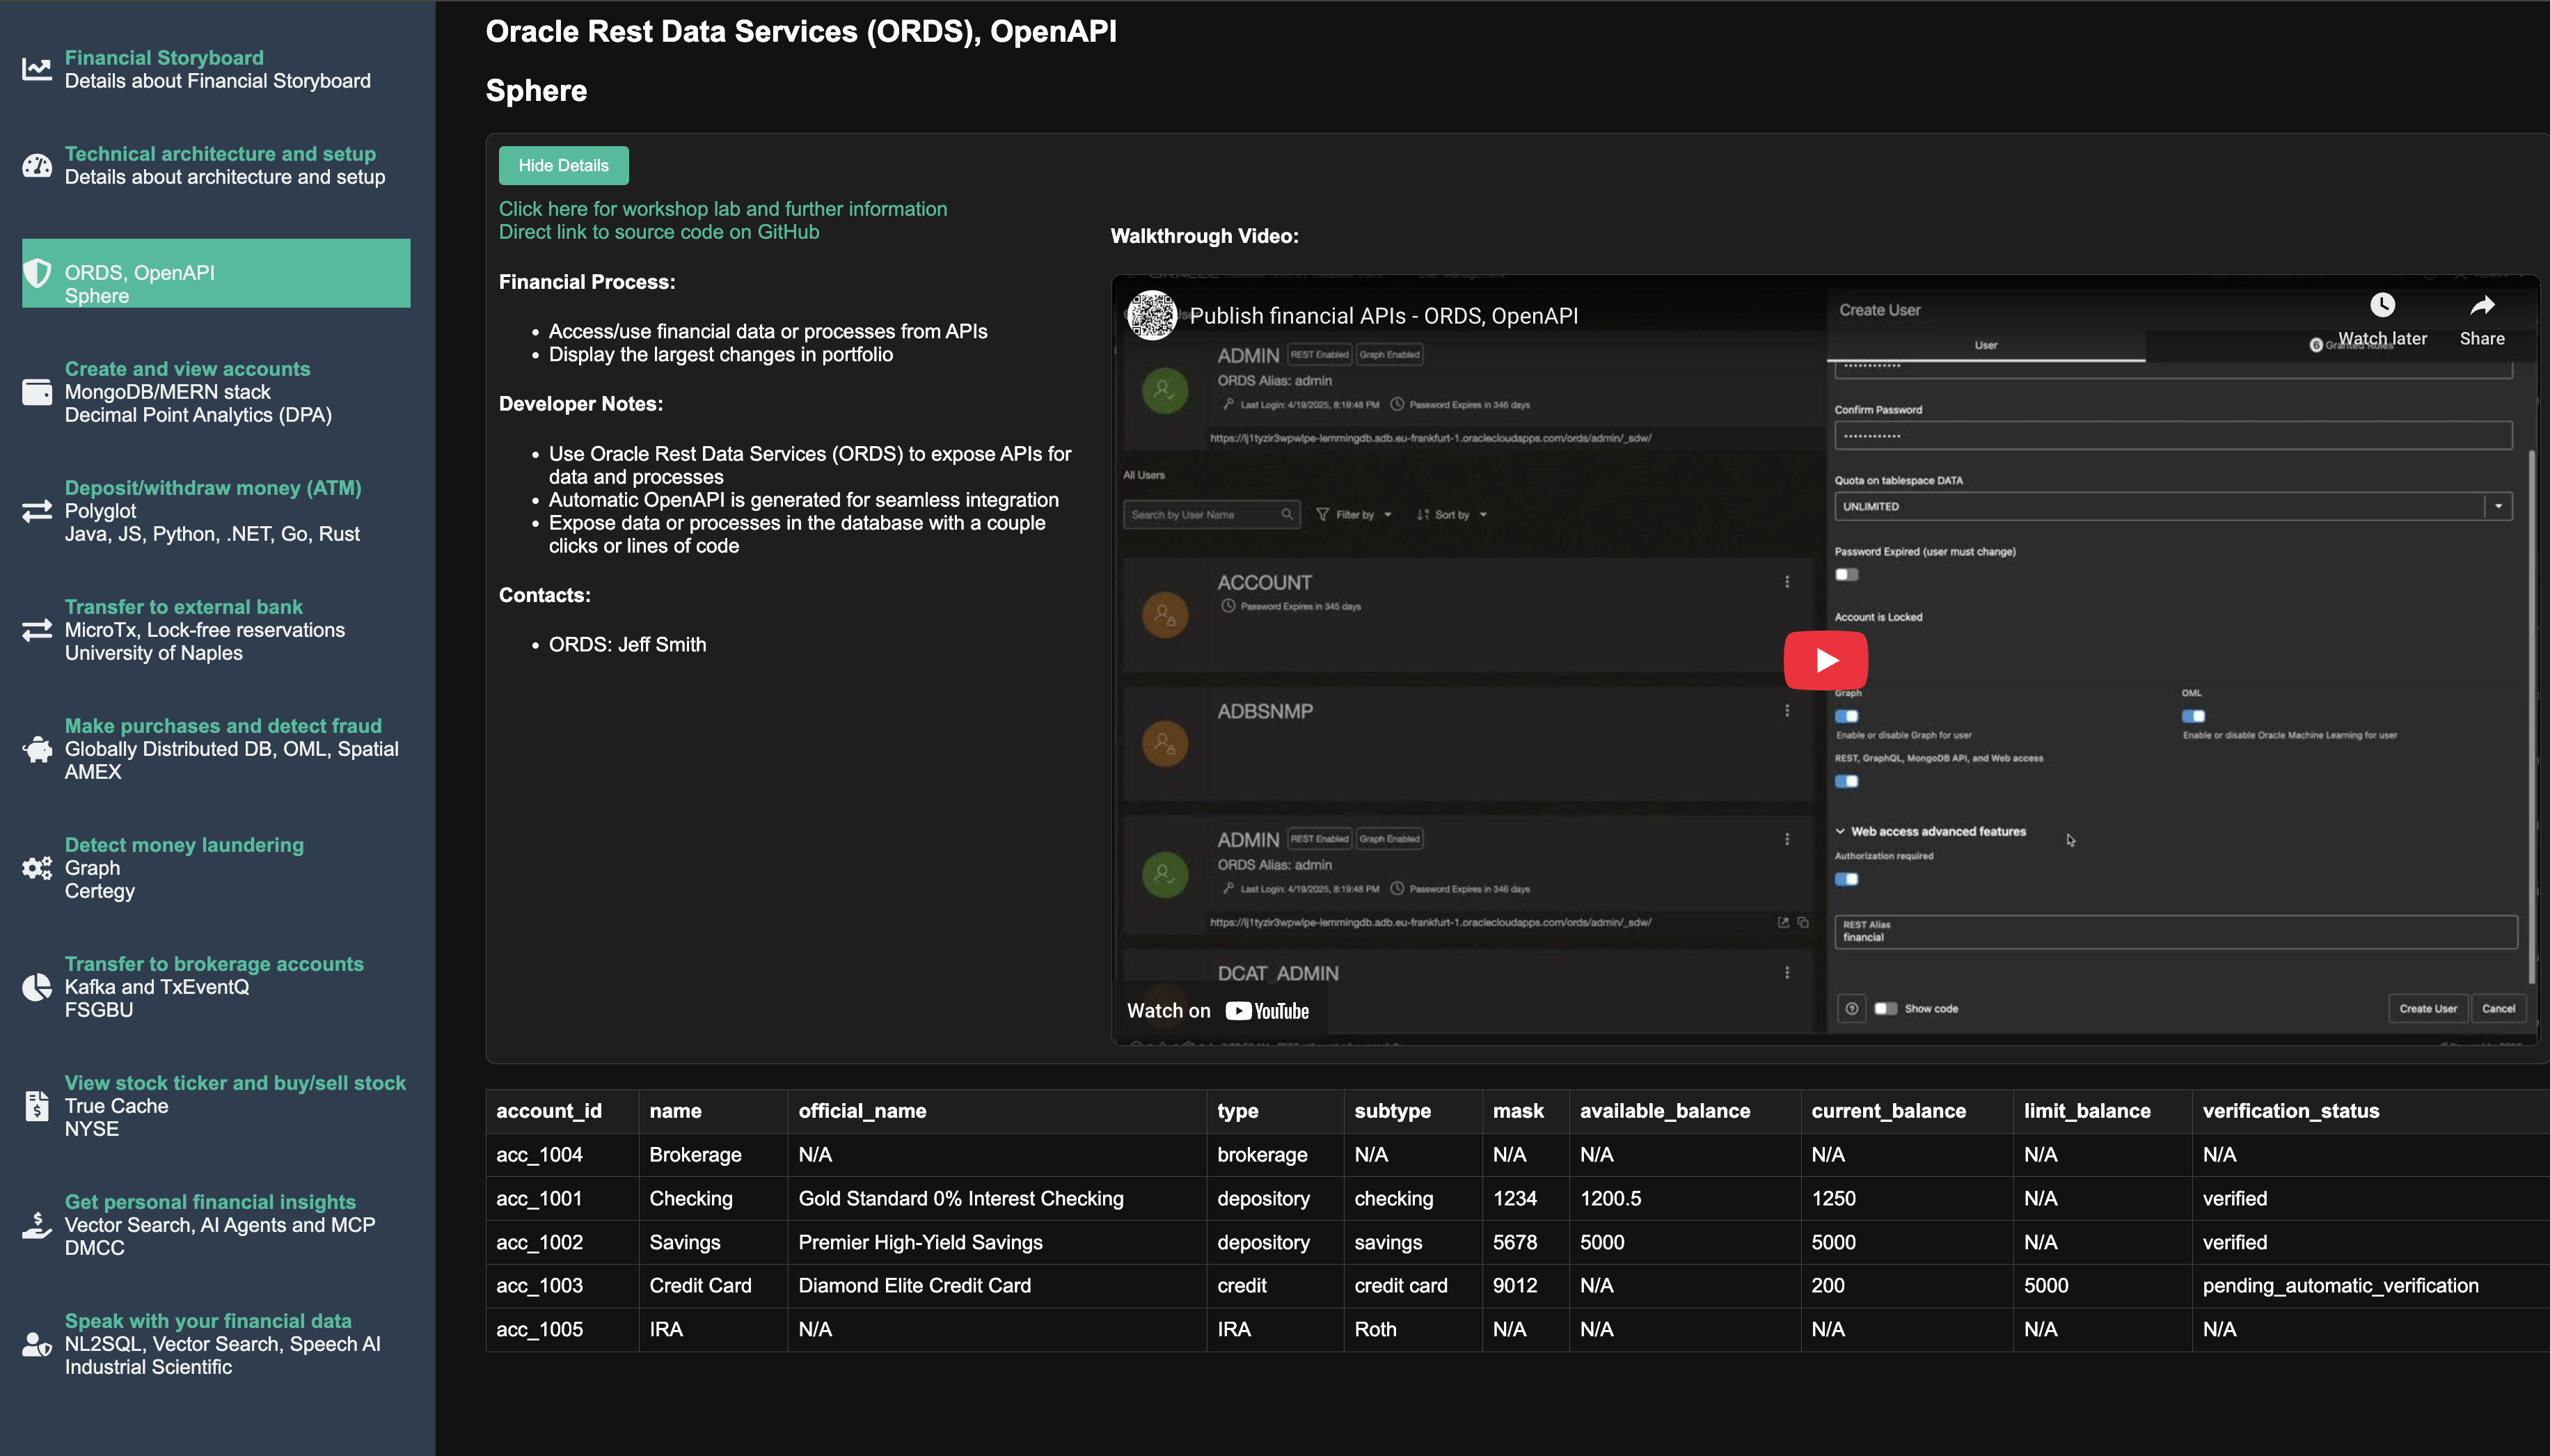 Financial Storyboard
Details about Financial Storyboard
Technical architecture and setup
Details about architecture and setup
ORDS, OpenAPI
Sphere
Create and view accounts
MongoDB/MERN stack
Decimal Point Analytics (DPA)
Deposit/withdraw money (ATM)
Polyglot
Java, JS, Python, .NET, Go, Rust
Transfer to external bank
MicroTx, Lock-free reservations
University of Naples
Make purchases and detect fraud
Globally Distributed DB, OML, Spatial
AMEX
Detect money laundering
Graph
Certegy
Transfer to brokerage accounts
Kafka and TxEventQ
FSGBU
View stock ticker and buy/sell stock
True Cache
NYSE
Get personal financial insights
Vector Search, AI Agents and MCP
DMCC
Speak with your financial data
NL2SQL, Vector Search, Speech AI
Industrial Scientific
Oracle Rest Data Services (ORDS), OpenAPI
Sphere
Hide Details
Click here for workshop lab and further information
Direct link to source code on GitHub
Financial Process:
• Access/use financial data or processes from APIs
• Display the largest changes in portfolio
Developer Notes:
• Use Oracle Rest Data Services (ORDS) to expose APIs for
data and processes
• Automatic OpenAPI is generated for seamless integration
• Expose data or processes in the database with a couple
clicks or lines of code
Contacts:
• ORDS: Jeff Smith
Walkthrough Video:
Publish financial APIs - ORDS, OpenAPI
ADMIN REST Enabled Graph Enabled
ORDS Alias: admin
Last Login: 4/19/2025, 8:19:48 PM Password Expires in 346 days
https://lj1tyzir3wpwlpe-lemmingdb.adb.eu-frankfurt-1.oraclecloudapps.com/ords/admin/_sdw/
All Users
Search by User Name Filter by Sort by
ACCOUNT
Password Expires in 345 days
ADBSNMP
ADMIN REST Enabled Graph Enabled
ORDS Alias: admin
Last Login: 4/19/2025, 8:19:48 PM Password Expires in 346 days
https://lj1tyzir3wpwlpe-lemmingdb.adb.eu-frankfurt-1.oraclecloudapps.com/ords/admin/_sdw/
DCAT_ADMIN
Watch on YouTube
Create User
Watch later Share
User
6 Granted Roles
Confirm Password
Quota on tablespace DATA
UNLIMITED
Password Expired (user must change)
Account is Locked
Graph OML
Enable or disable Graph for user Enable or disable Oracle Machine Learning for user
REST, GraphQL, MongoDB API, and Web access
Web access advanced features
Authorization required
REST Alias
financial
Show code Create User Cancel
account_id name official_name type subtype mask available_balance current_balance limit_balance verification_status
acc_1004 Brokerage N/A brokerage N/A N/A N/A N/A N/A N/A
acc_1001 Checking Gold Standard 0% Interest Checking depository checking 1234 1200.5 1250 N/A verified
acc_1002 Savings Premier High-Yield Savings depository savings 5678 5000 5000 N/A verified
acc_1003 Credit Card Diamond Elite Credit Card credit credit card 9012 N/A 200 5000 pending_automatic_verification
acc_1005 IRA N/A IRA Roth N/A N/A N/A N/A N/A